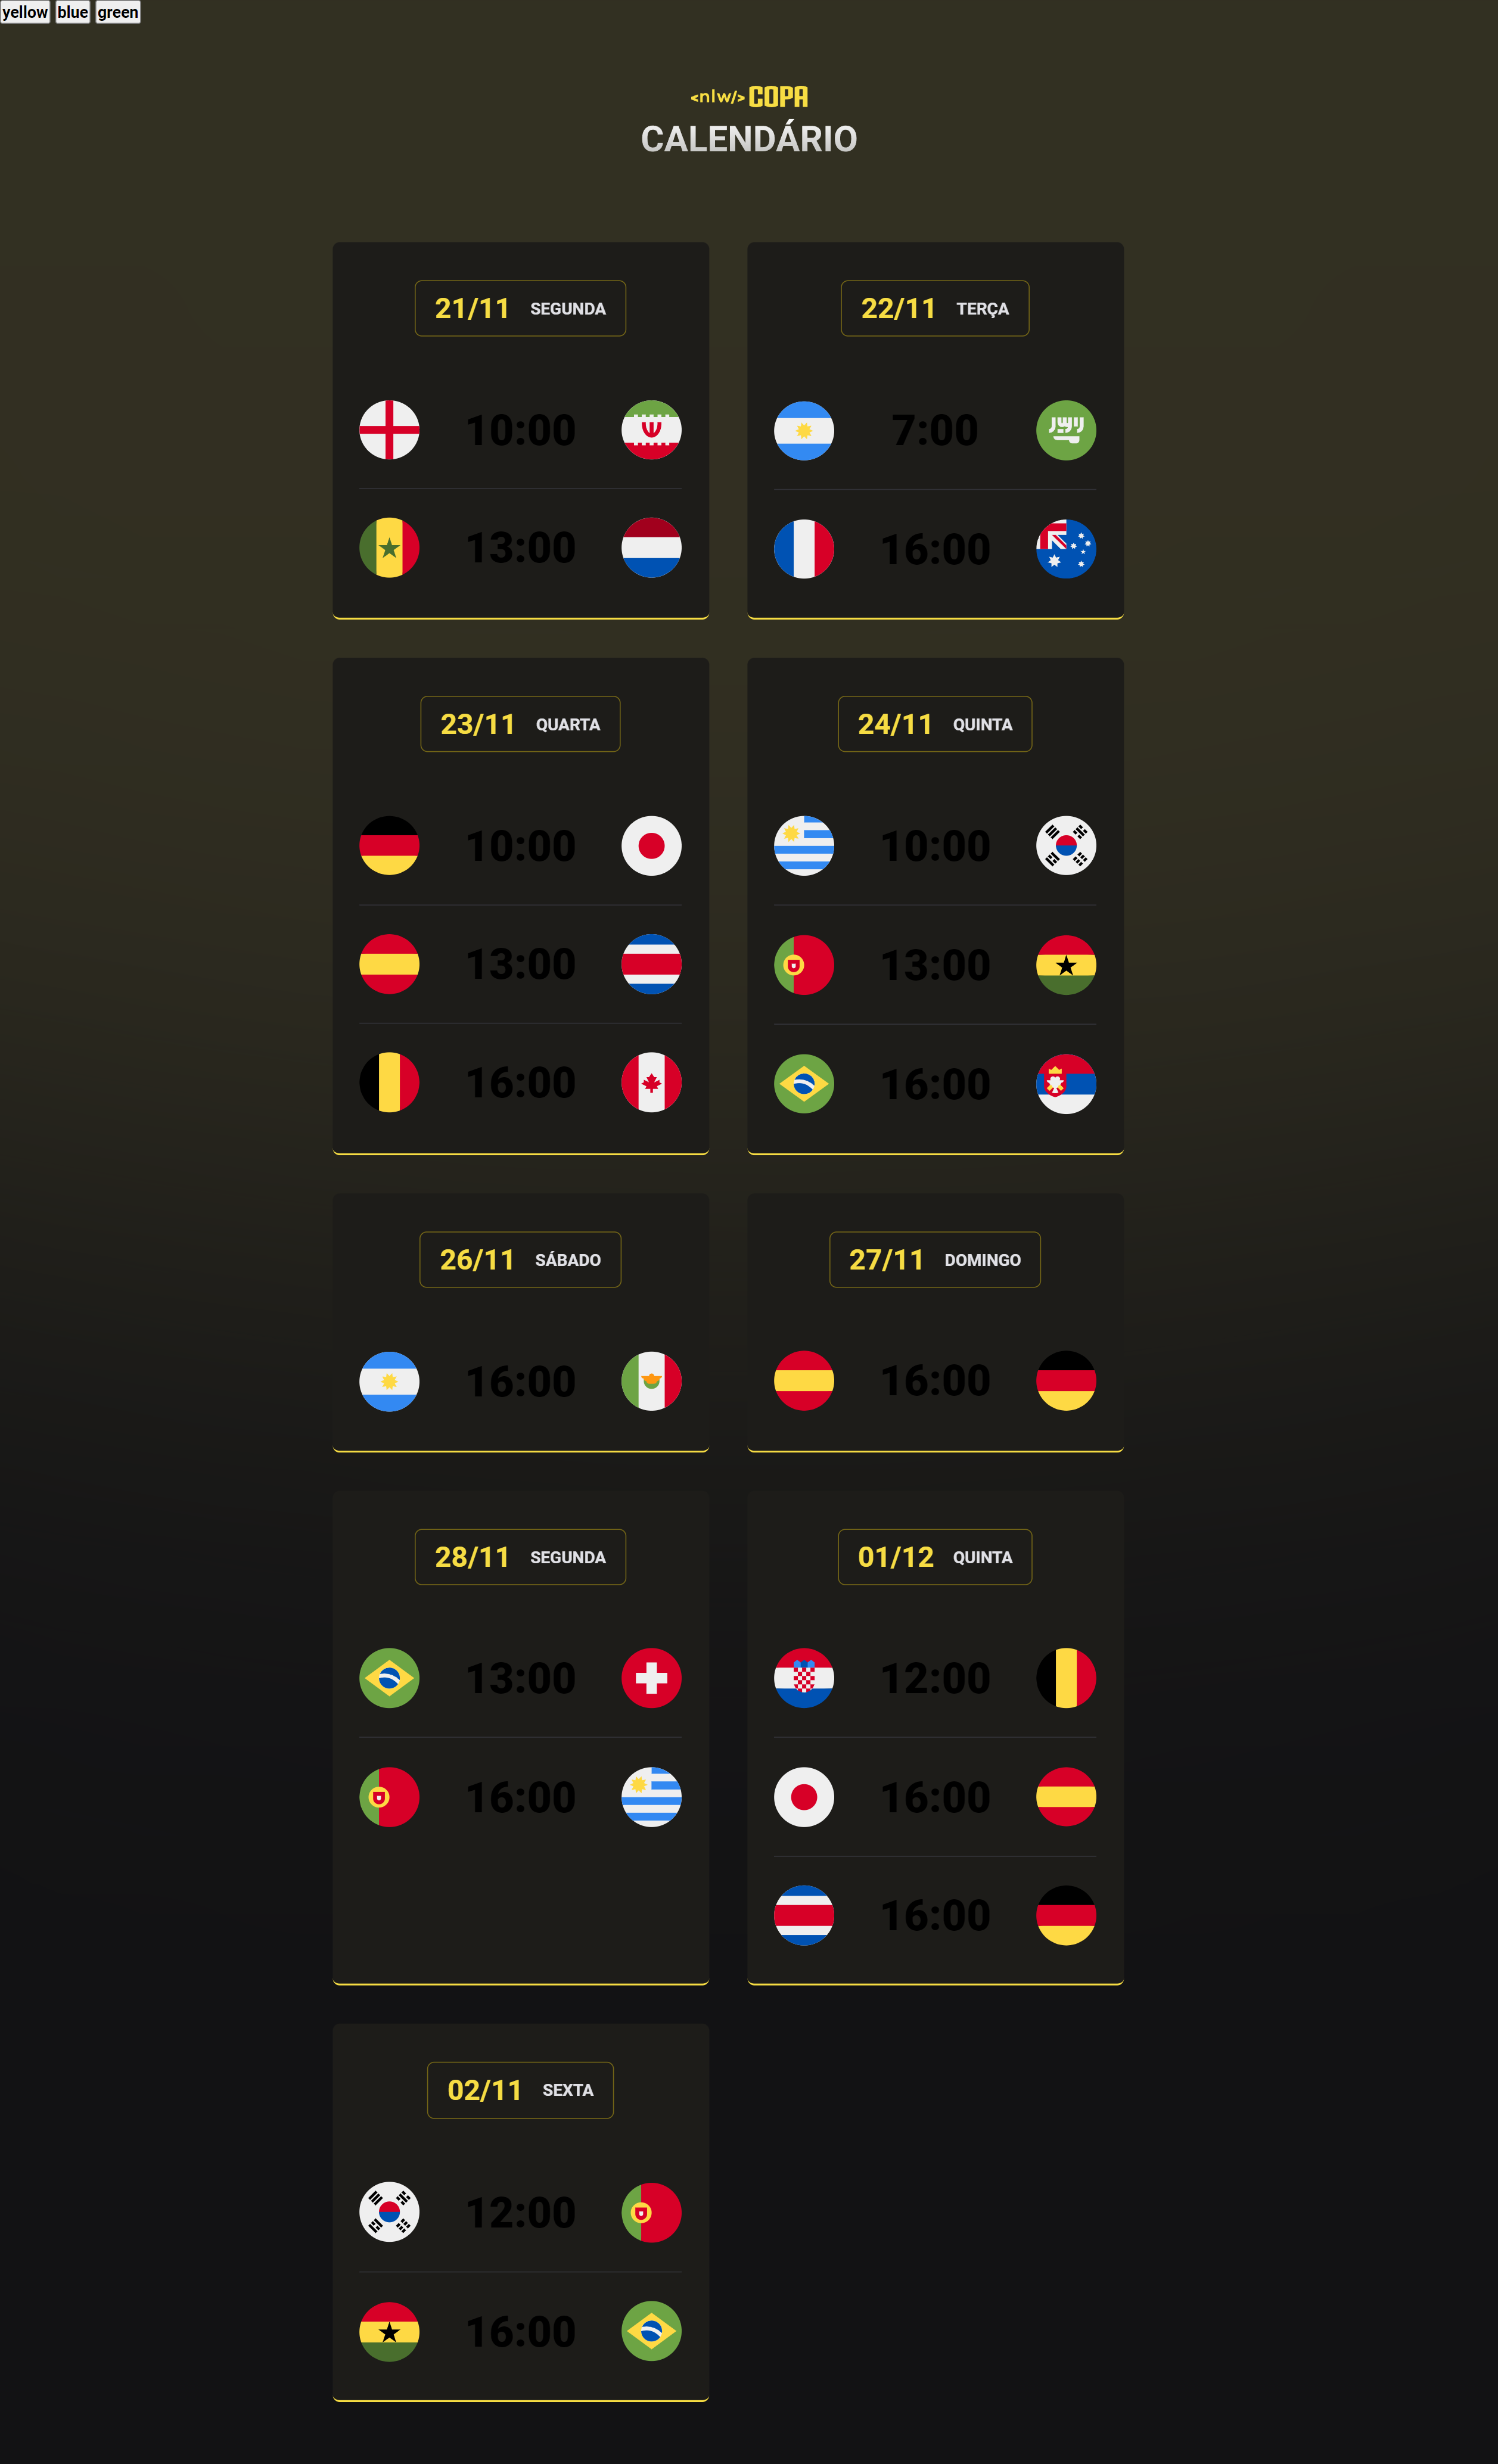 yellow blue green
<nlw/> COPA
CALENDÁRIO
21/11 SEGUNDA
10:00
13:00
22/11 TERÇA
7:00
16:00
23/11 QUARTA
10:00
13:00
16:00
24/11 QUINTA
10:00
13:00
16:00
26/11 SÁBADO
16:00
27/11 DOMINGO
16:00
28/11 SEGUNDA
13:00
16:00
01/12 QUINTA
12:00
16:00
16:00
02/11 SEXTA
12:00
16:00